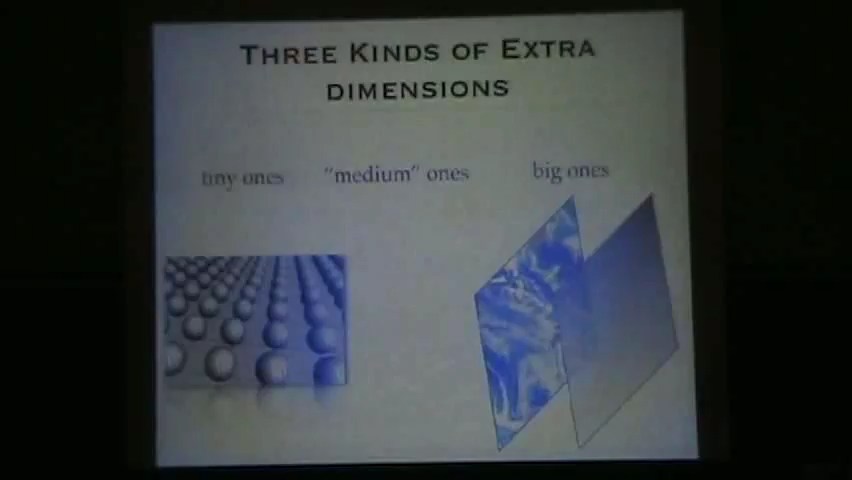 THREE KINDS OF EXTRA
DIMENSIONS
tiny ones "medium" ones big ones